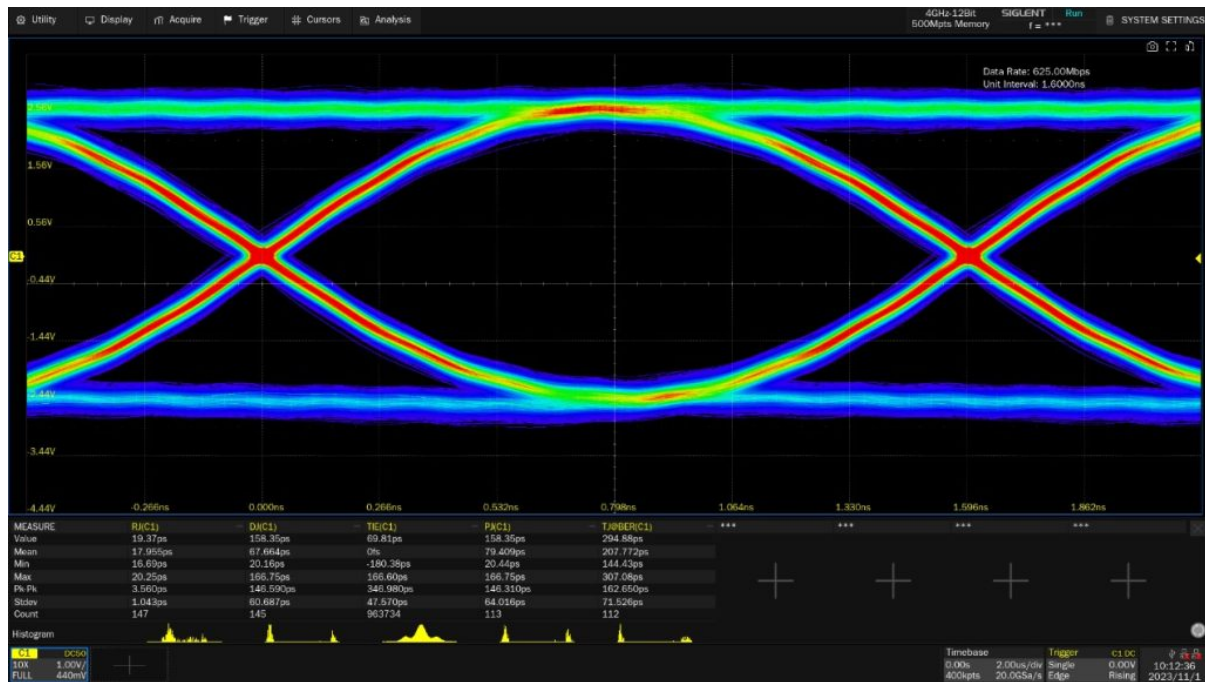 Utility Display Acquire Trigger Cursors Analysis
4GHz-12Bit SIGLENT Run
500Mpts Memory f = *** SYSTEM SETTINGS
Data Rate: 625.00Mbps
Unit Interval: 1.6000ns
2.56V
1.56V
0.56V
C1
-0.44V
-1.44V
-2.44V
-3.44V
-4.44V -0.266ns 0.000ns 0.266ns 0.532ns 0.798ns 1.064ns 1.330ns 1.596ns 1.862ns
MEASURE RJ(C1) DJ(C1) TIE(C1) PJ(C1) TJ@BER(C1) *** *** *** ***
Value 19.37ps 158.35ps 69.81ps 158.35ps 294.88ps
Mean 17.955ps 67.664ps 0fs 79.409ps 207.772ps
Min 16.69ps 20.16ps -180.38ps 20.44ps 144.43ps
Max 20.25ps 166.75ps 166.60ps 166.75ps 307.08ps
Pk-Pk 3.560ps 146.590ps 346.980ps 146.310ps 162.650ps
Stdev 1.043ps 60.687ps 47.570ps 64.016ps 71.526ps
Count 147 145 963734 113 112
Histogram
C1 DC50
10X 1.00V/
FULL 440mV
Timebase Trigger C1 DC
0.00s 2.00us/div Single 0.00V 10:12:36
400kpts 20.0GSa/s Edge Rising 2023/11/1